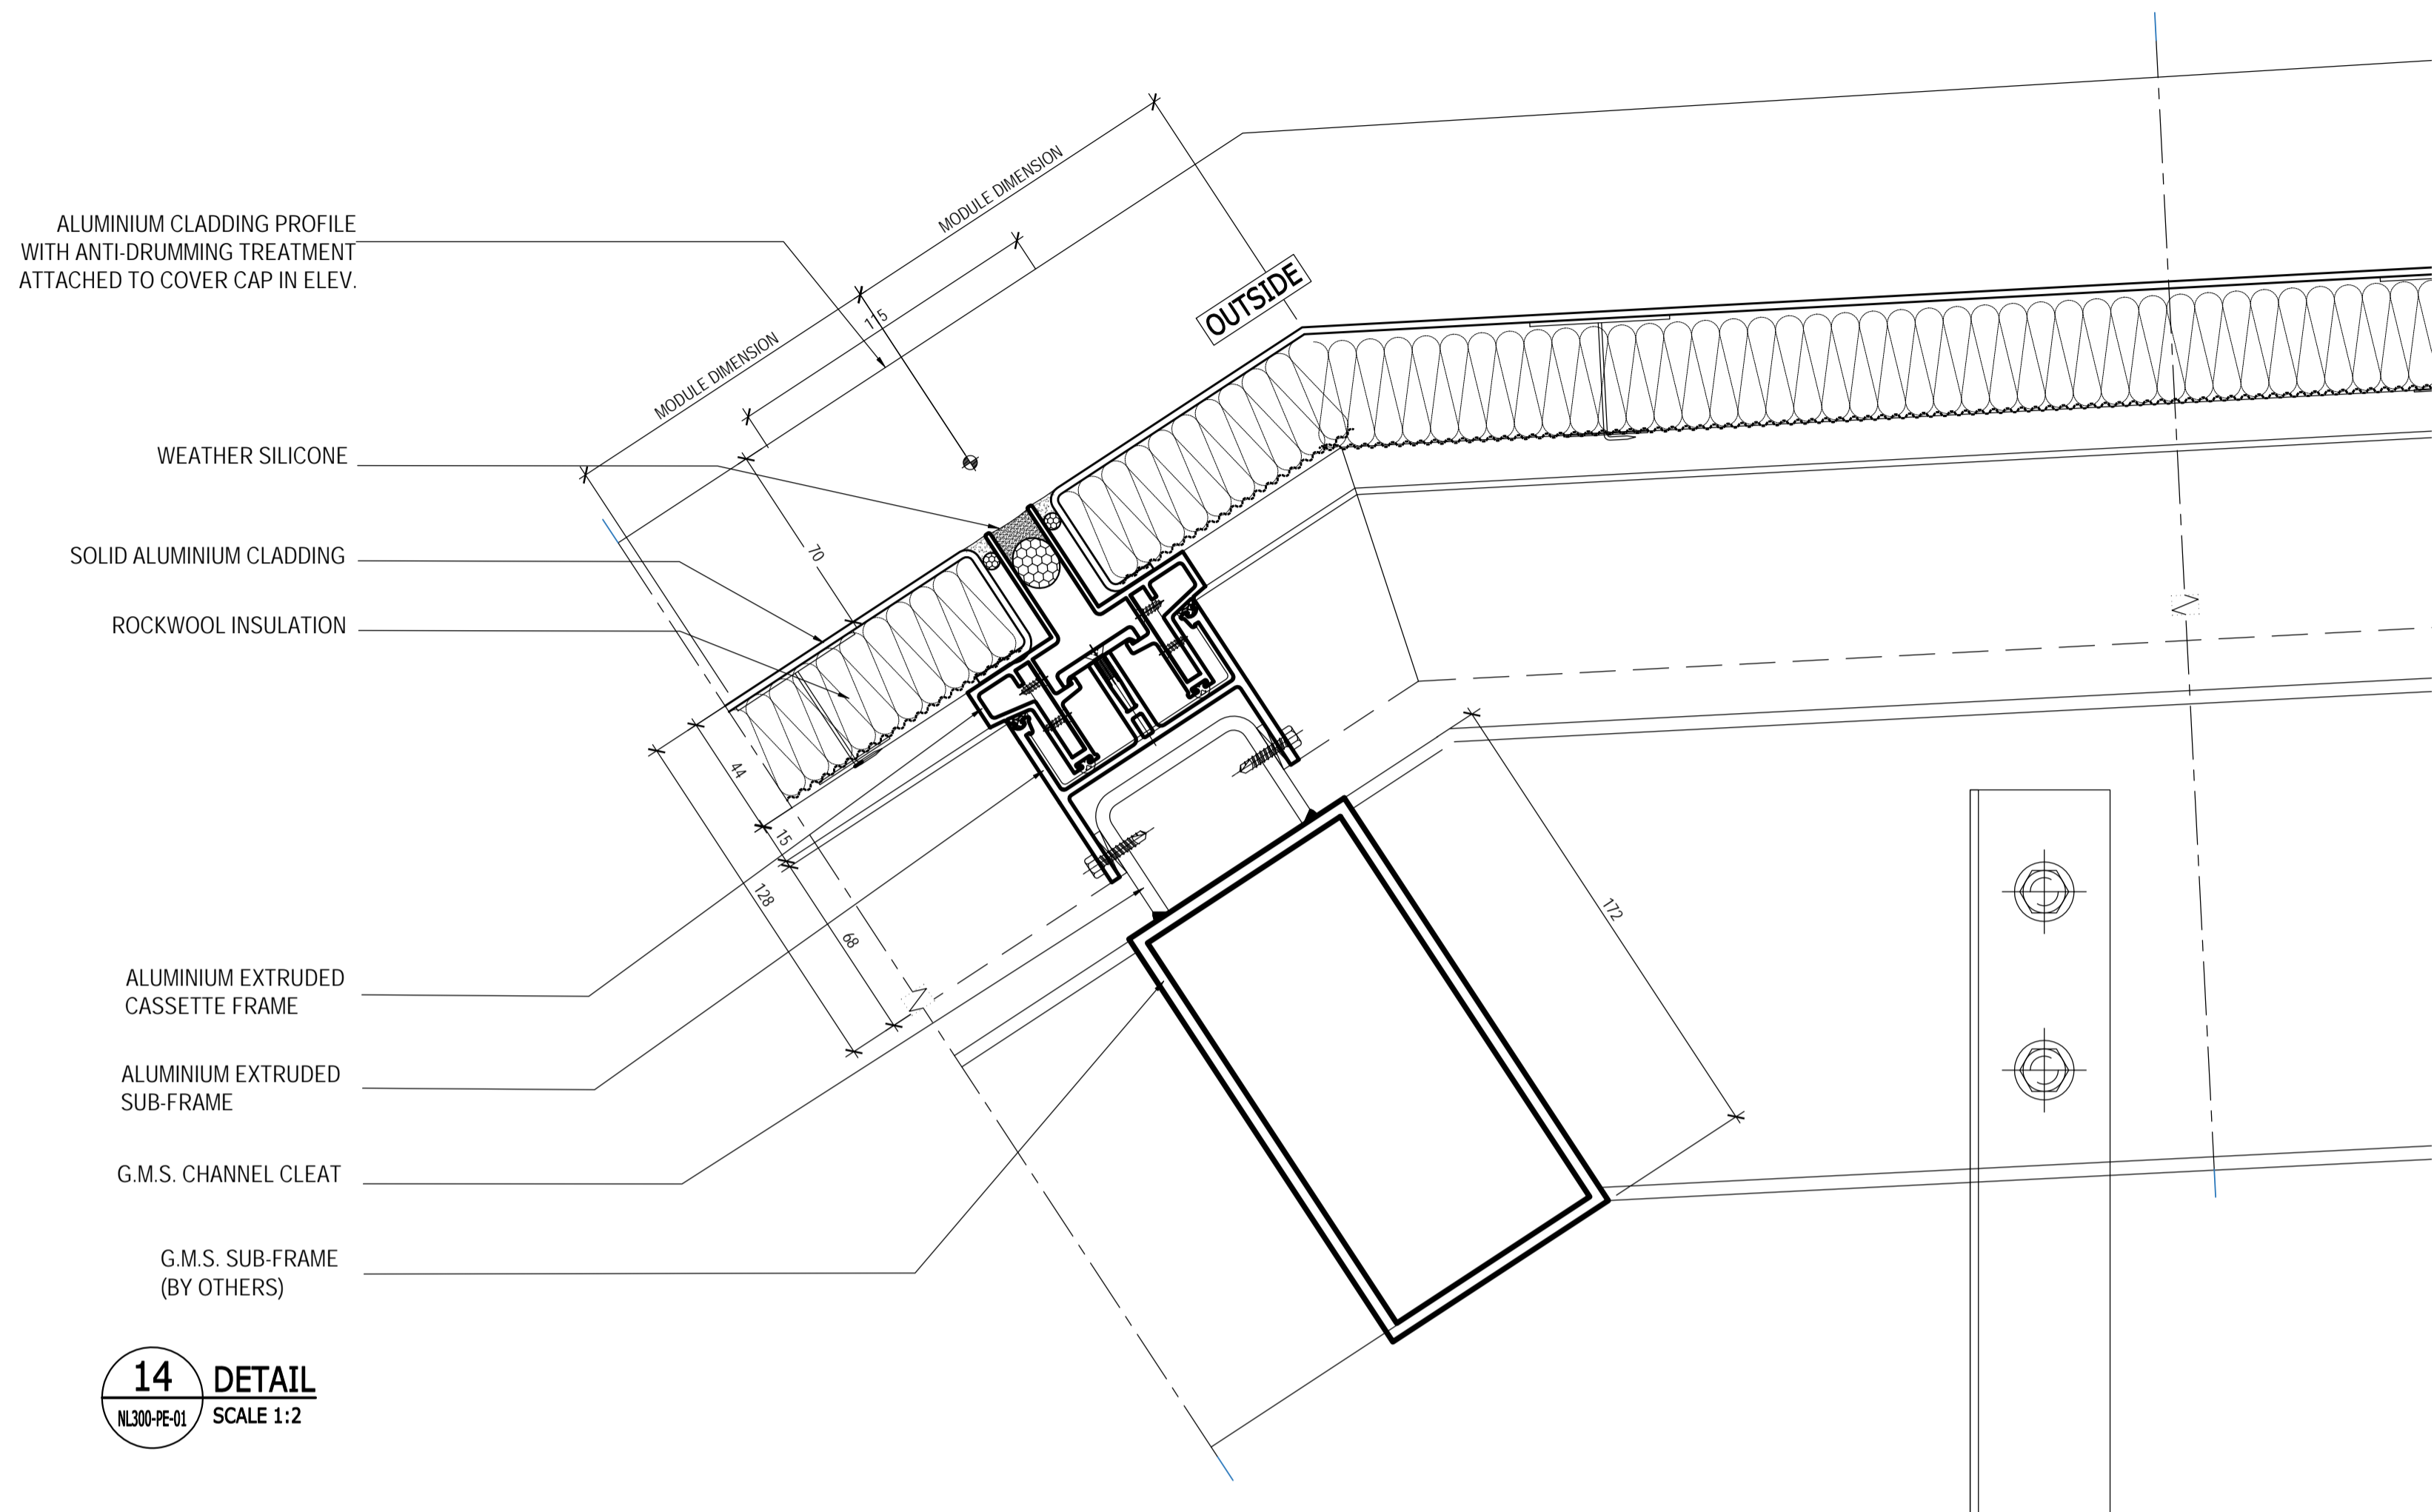 MODULE DIMENSION
ALUMINIUM CLADDING PROFILE
WITH ANTI-DRUMMING TREATMENT
ATTACHED TO COVER CAP IN ELEV.
OUTSIDE
115
MODULE DIMENSION
WEATHER SILICONE
70
SOLID ALUMINIUM CLADDING
ROCKWOOL INSULATION
44
15
128
68
172
ALUMINIUM EXTRUDED
CASSETTE FRAME
ALUMINIUM EXTRUDED
SUB-FRAME
G.M.S. CHANNEL CLEAT
G.M.S. SUB-FRAME
(BY OTHERS)
14
NL300-PE-01
DETAIL
SCALE 1:2